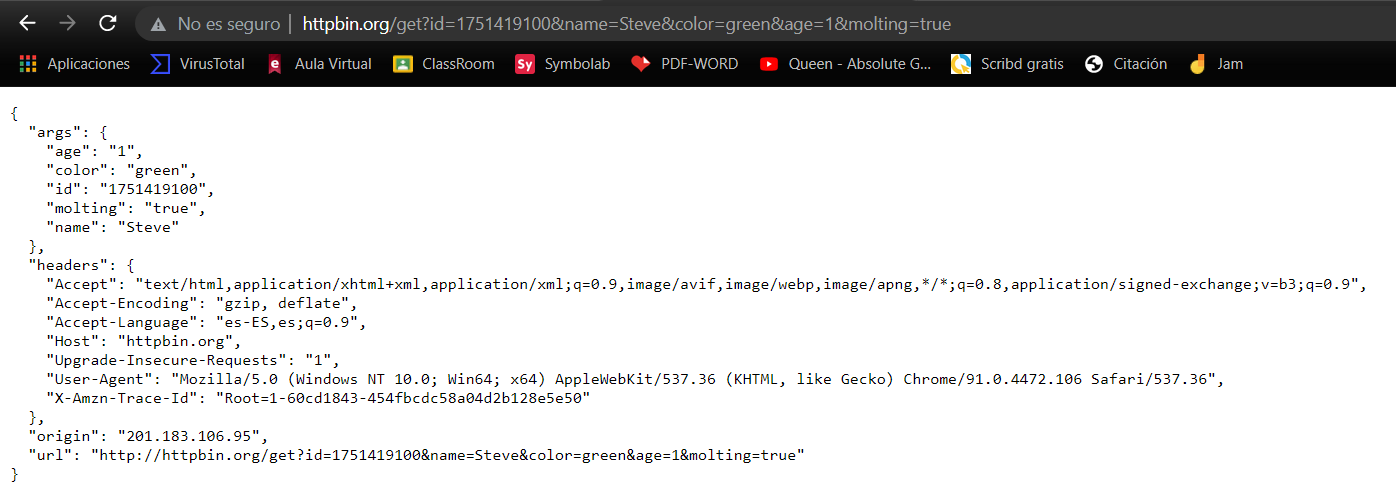 No es seguro | httpbin.org/get?id=1751419100&name=Steve&color=green&age=1&molting=true
Aplicaciones VirusTotal Aula Virtual ClassRoom Sy Symbolab PDF-WORD Queen - Absolute G... Scribd gratis Citación Jam
{
  "args": {
    "age": "1",
    "color": "green",
    "id": "1751419100",
    "molting": "true",
    "name": "Steve"
  },
  "headers": {
    "Accept": "text/html,application/xhtml+xml,application/xml;q=0.9,image/avif,image/webp,image/apng,*/*;q=0.8,application/signed-exchange;v=b3;q=0.9",
    "Accept-Encoding": "gzip, deflate",
    "Accept-Language": "es-ES,es;q=0.9",
    "Host": "httpbin.org",
    "Upgrade-Insecure-Requests": "1",
    "User-Agent": "Mozilla/5.0 (Windows NT 10.0; Win64; x64) AppleWebKit/537.36 (KHTML, like Gecko) Chrome/91.0.4472.106 Safari/537.36",
    "X-Amzn-Trace-Id": "Root=1-60cd1843-454fbcdc58a04d2b128e5e50"
  },
  "origin": "201.183.106.95",
  "url": "http://httpbin.org/get?id=1751419100&name=Steve&color=green&age=1&molting=true"
}